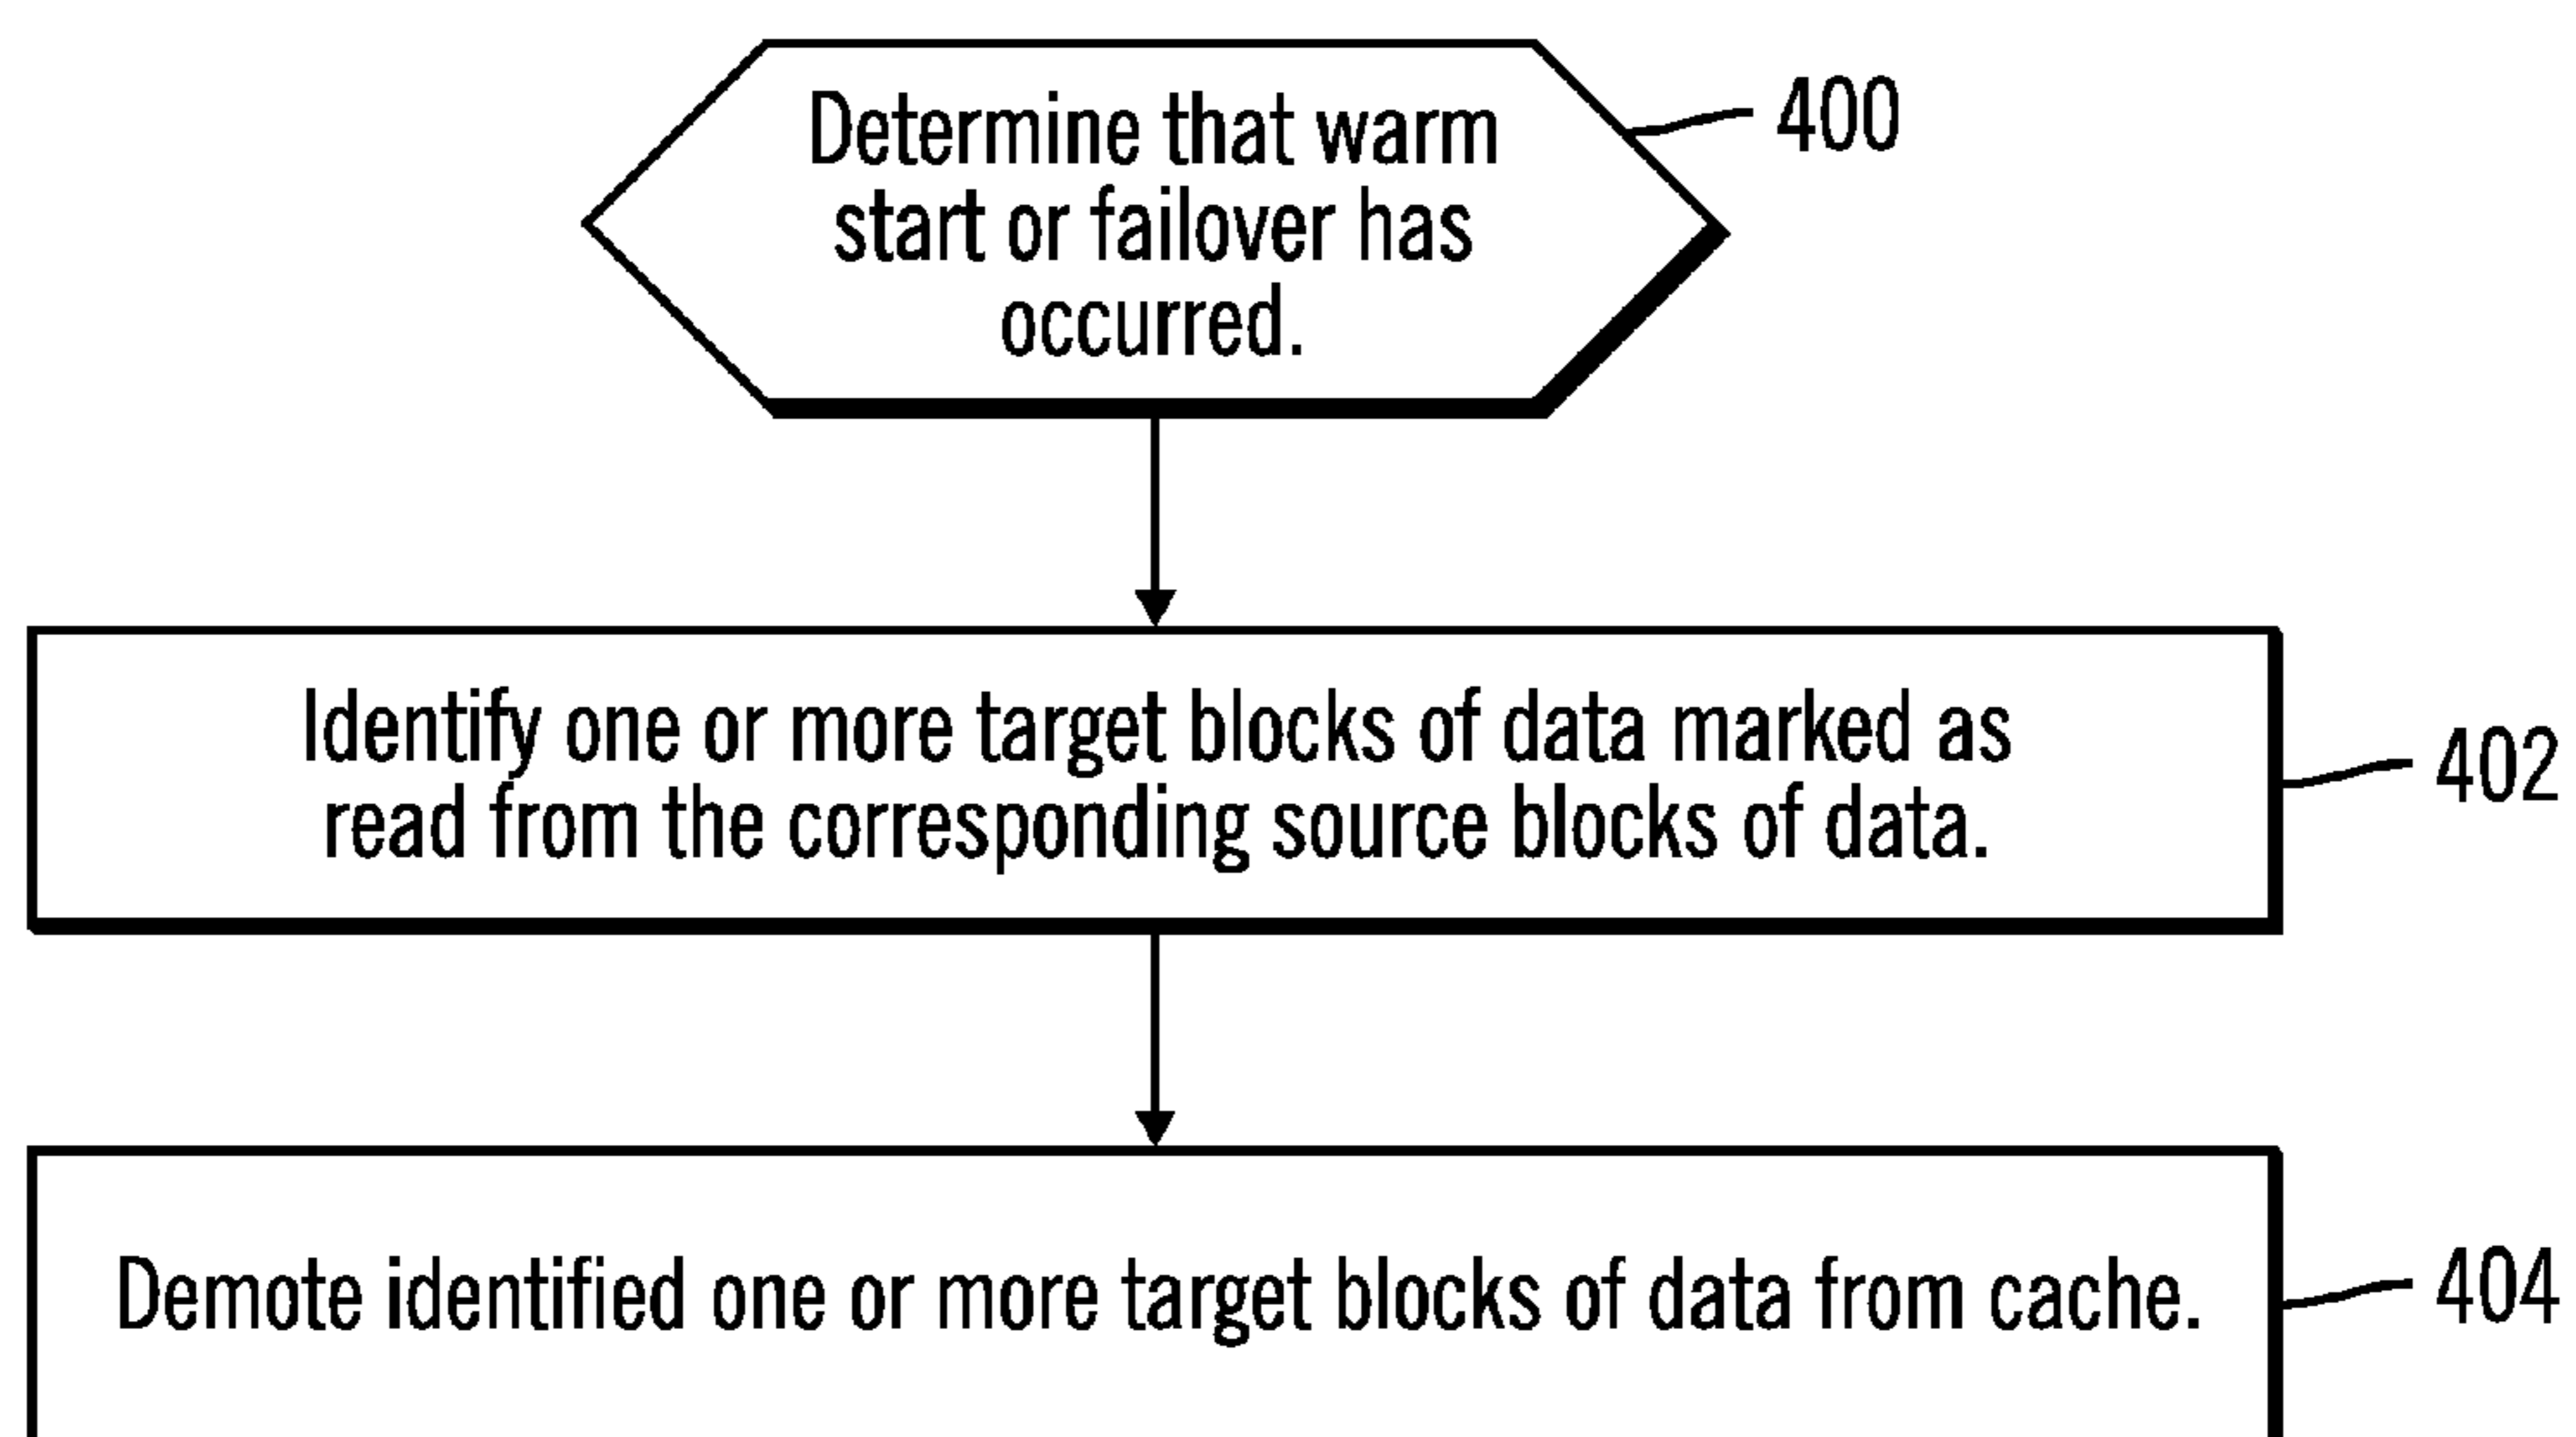 Determine that warm
start or failover has
occurred.
400
Identify one or more target blocks of data marked as
read from the corresponding source blocks of data.
402
Demote identified one or more target blocks of data from cache.
404